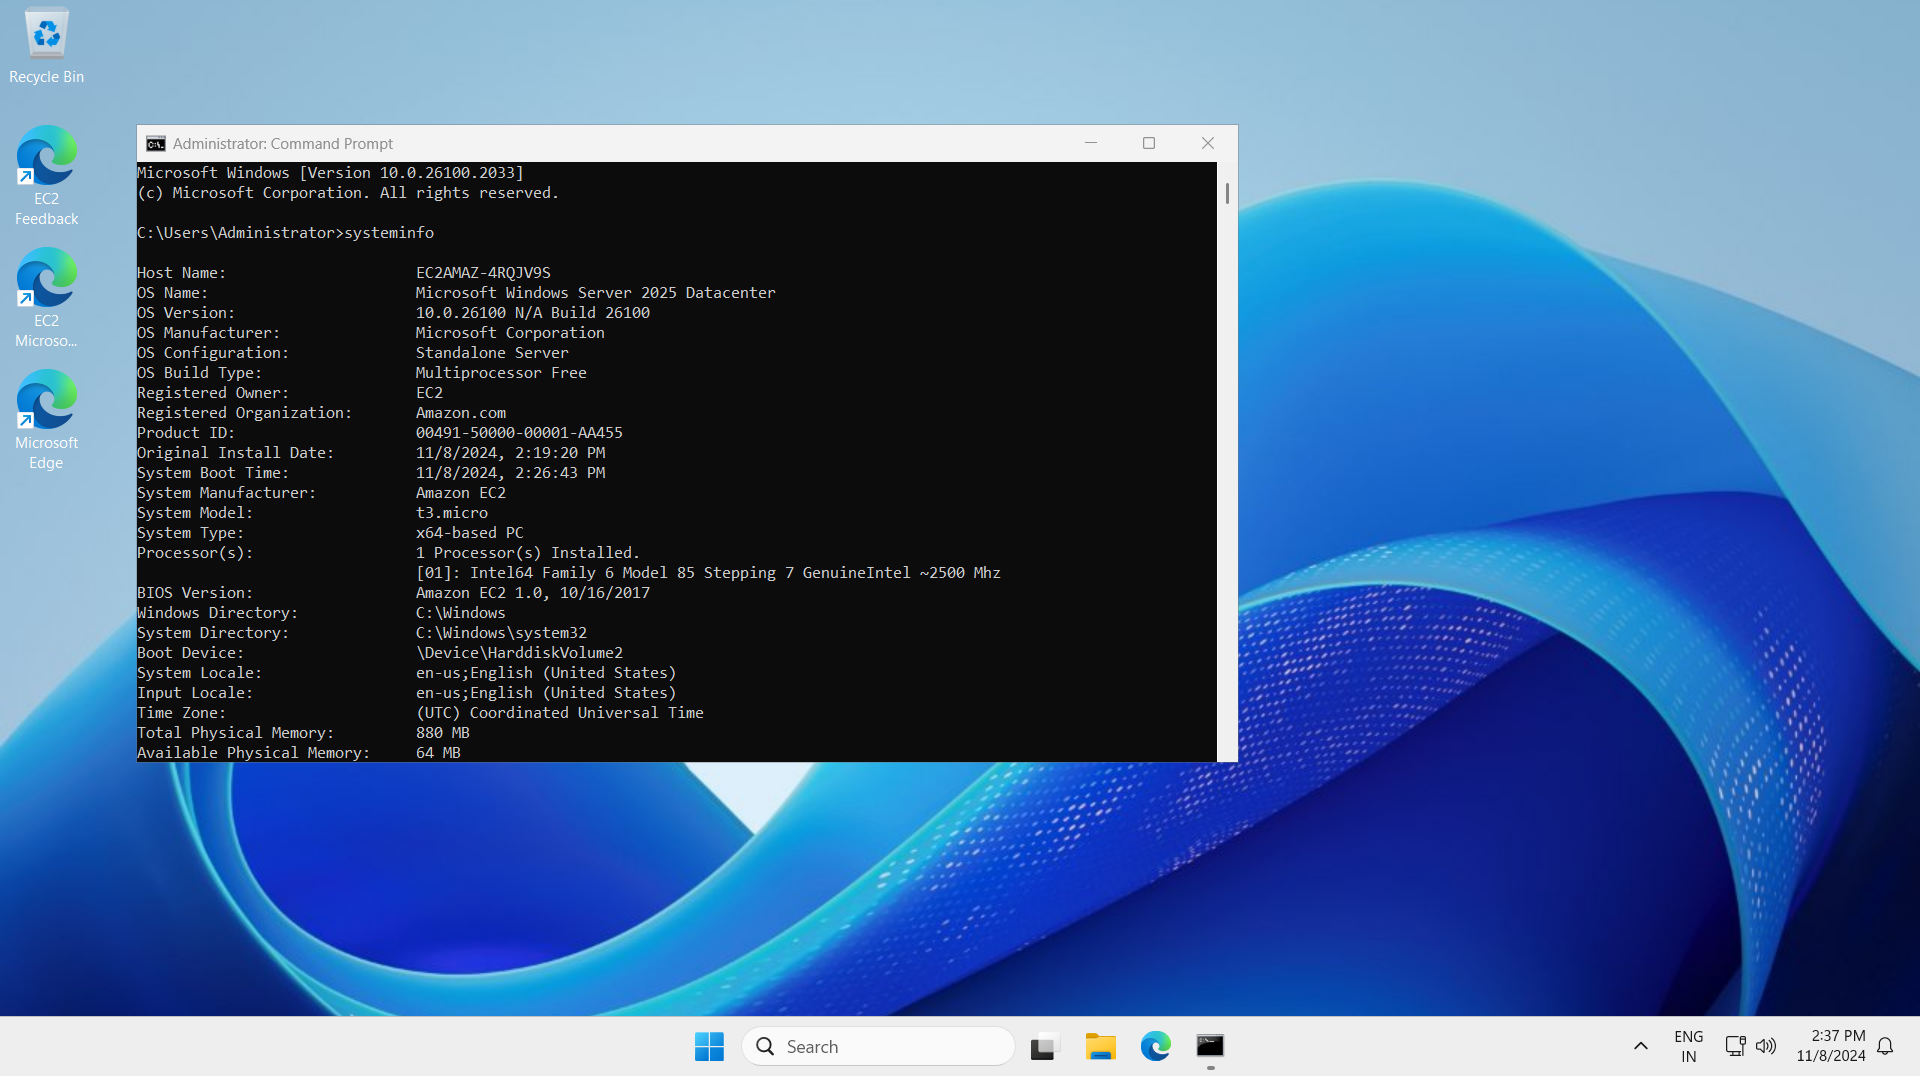 Recycle Bin
EC2
Feedback
EC2
Microso...
Microsoft
Edge
Administrator: Command Prompt
Microsoft Windows [Version 10.0.26100.2033]
(c) Microsoft Corporation. All rights reserved.
C:\Users\Administrator>systeminfo
Host Name: EC2AMAZ-4RQJV9S
OS Name: Microsoft Windows Server 2025 Datacenter
OS Version: 10.0.26100 N/A Build 26100
OS Manufacturer: Microsoft Corporation
OS Configuration: Standalone Server
OS Build Type: Multiprocessor Free
Registered Owner: EC2
Registered Organization: Amazon.com
Product ID: 00491-50000-00001-AA455
Original Install Date: 11/8/2024, 2:19:20 PM
System Boot Time: 11/8/2024, 2:26:43 PM
System Manufacturer: Amazon EC2
System Model: t3.micro
System Type: x64-based PC
Processor(s): 1 Processor(s) Installed.
[01]: Intel64 Family 6 Model 85 Stepping 7 GenuineIntel ~2500 Mhz
BIOS Version: Amazon EC2 1.0, 10/16/2017
Windows Directory: C:\Windows
System Directory: C:\Windows\system32
Boot Device: \Device\HarddiskVolume2
System Locale: en-us;English (United States)
Input Locale: en-us;English (United States)
Time Zone: (UTC) Coordinated Universal Time
Total Physical Memory: 880 MB
Available Physical Memory: 64 MB
Search
ENG
IN
2:37 PM
11/8/2024